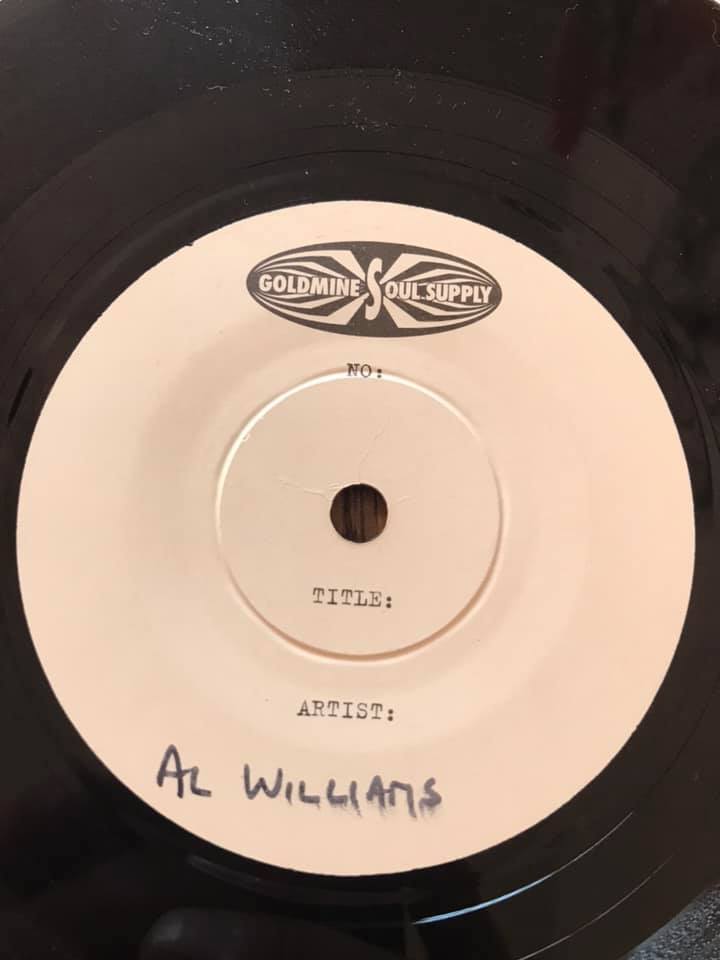 GOLDMINE SOUL SUPPLY
NO:
TITLE:
ARTIST:
AL WILLIAMS